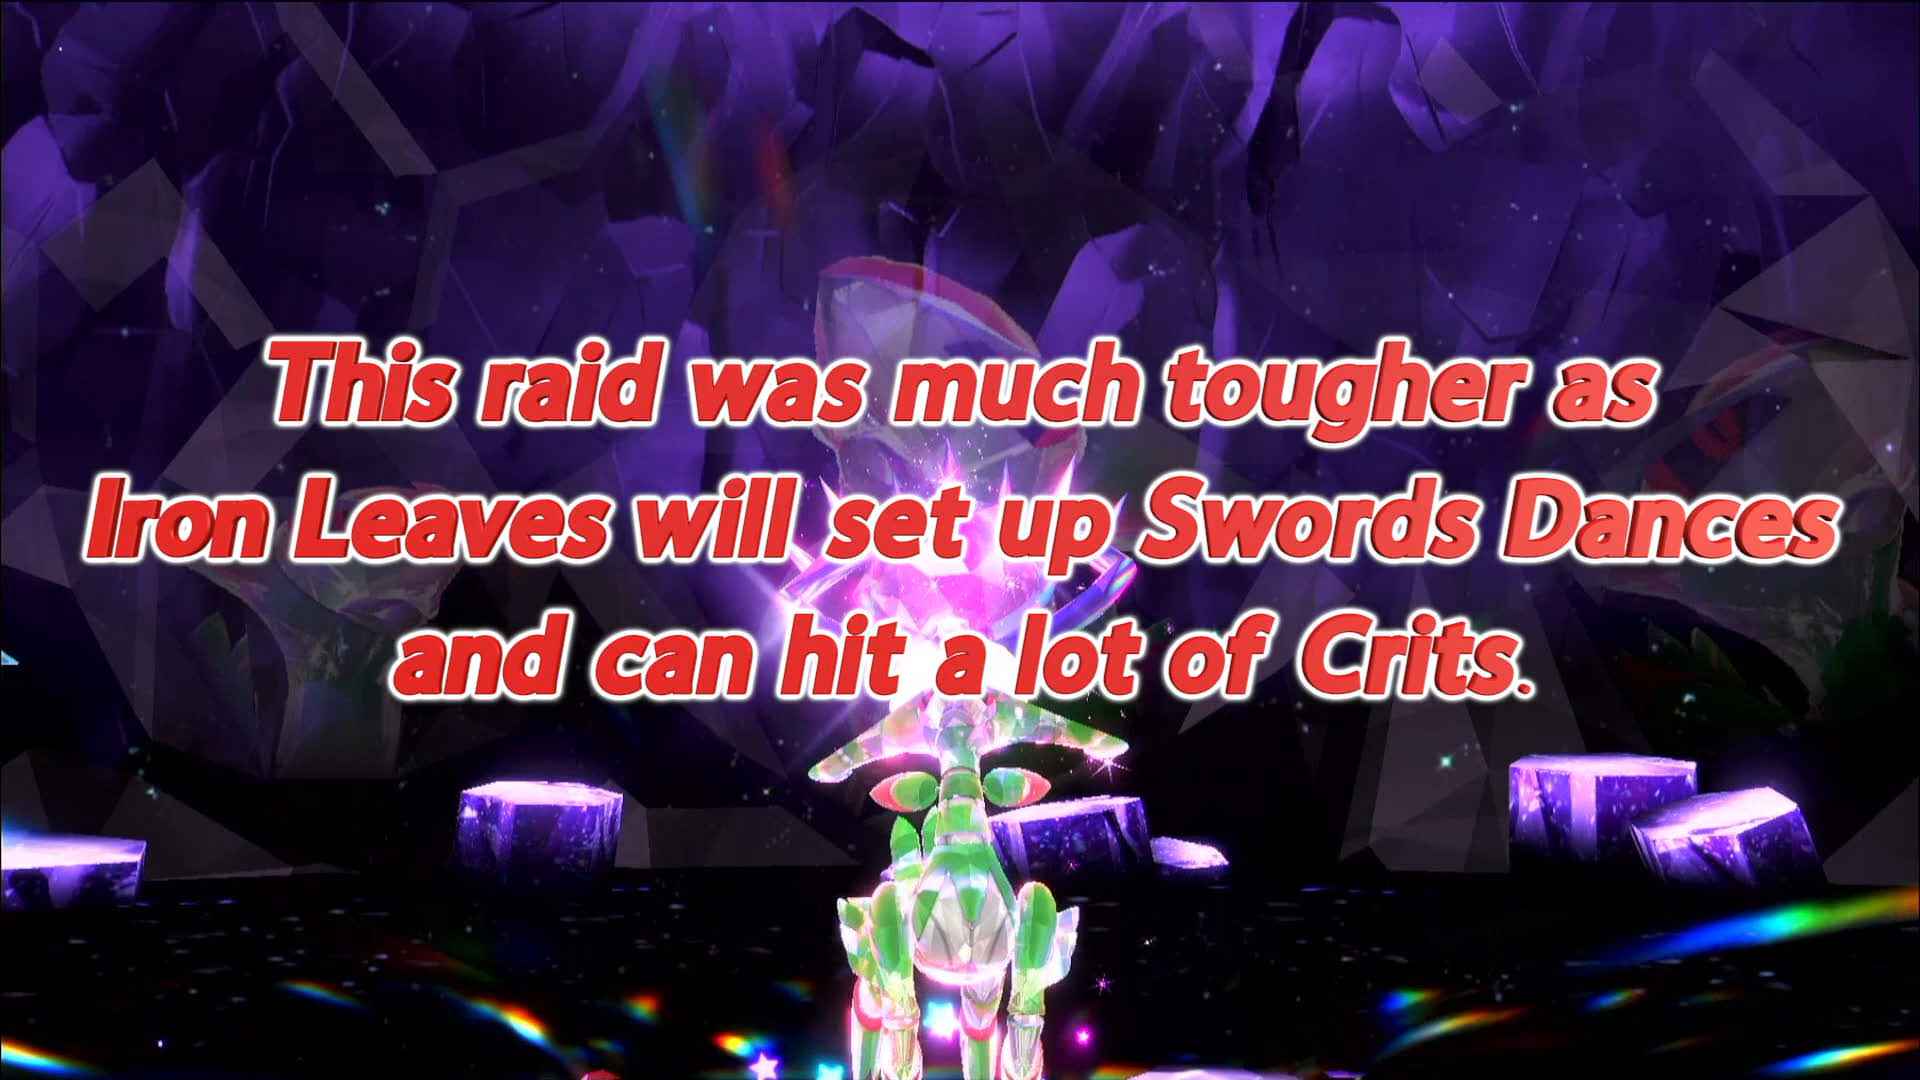 This raid was much tougher as
Iron Leaves will set up Swords Dances
and can hit a lot of Crits.